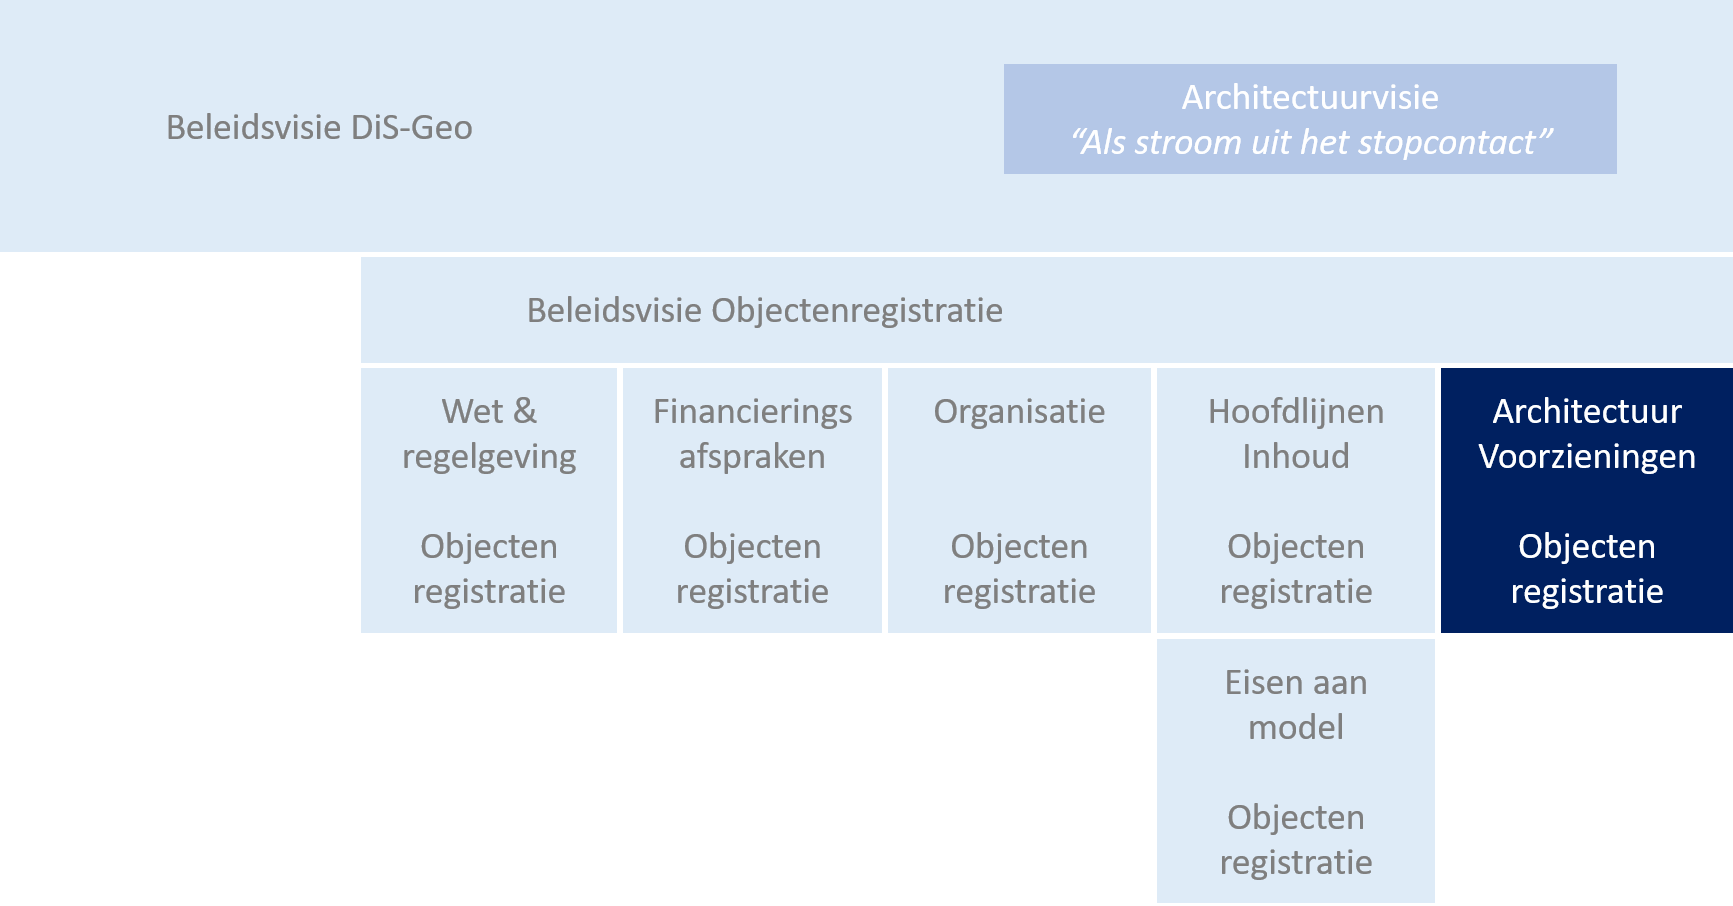 Beleidsvisie DiS-Geo
Architectuurvisie
“Als stroom uit het stopcontact”
Beleidsvisie Objectenregistratie
Wet &
regelgeving
Objecten
registratie
Financierings
afspraken
Objecten
registratie
Organisatie
Objecten
registratie
Hoofdlijnen
Inhoud
Objecten
registratie
Architectuur
Voorzieningen
Objecten
registratie
Eisen aan
model
Objecten
registratie